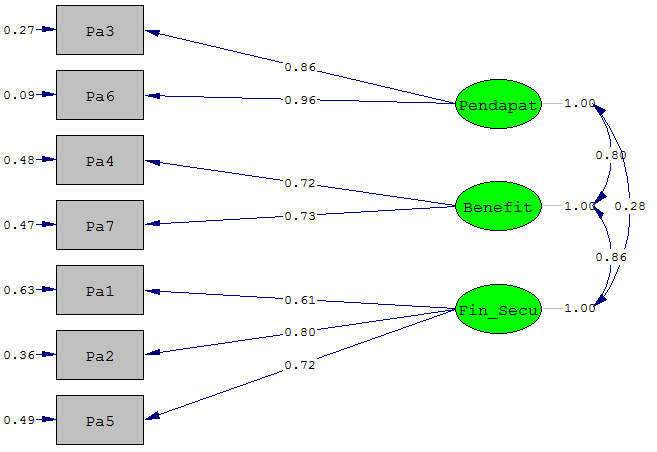 0.27 Pa3
0.86
0.09 Pa6 0.96 Pendapat 1.00
0.80
0.48 Pa4
0.72
0.47 Pa7 0.73 Benefit 1.00 0.28
0.86
0.63 Pa1 0.61 Fin_Secu 1.00
0.80
0.36 Pa2
0.72
0.49 Pa5